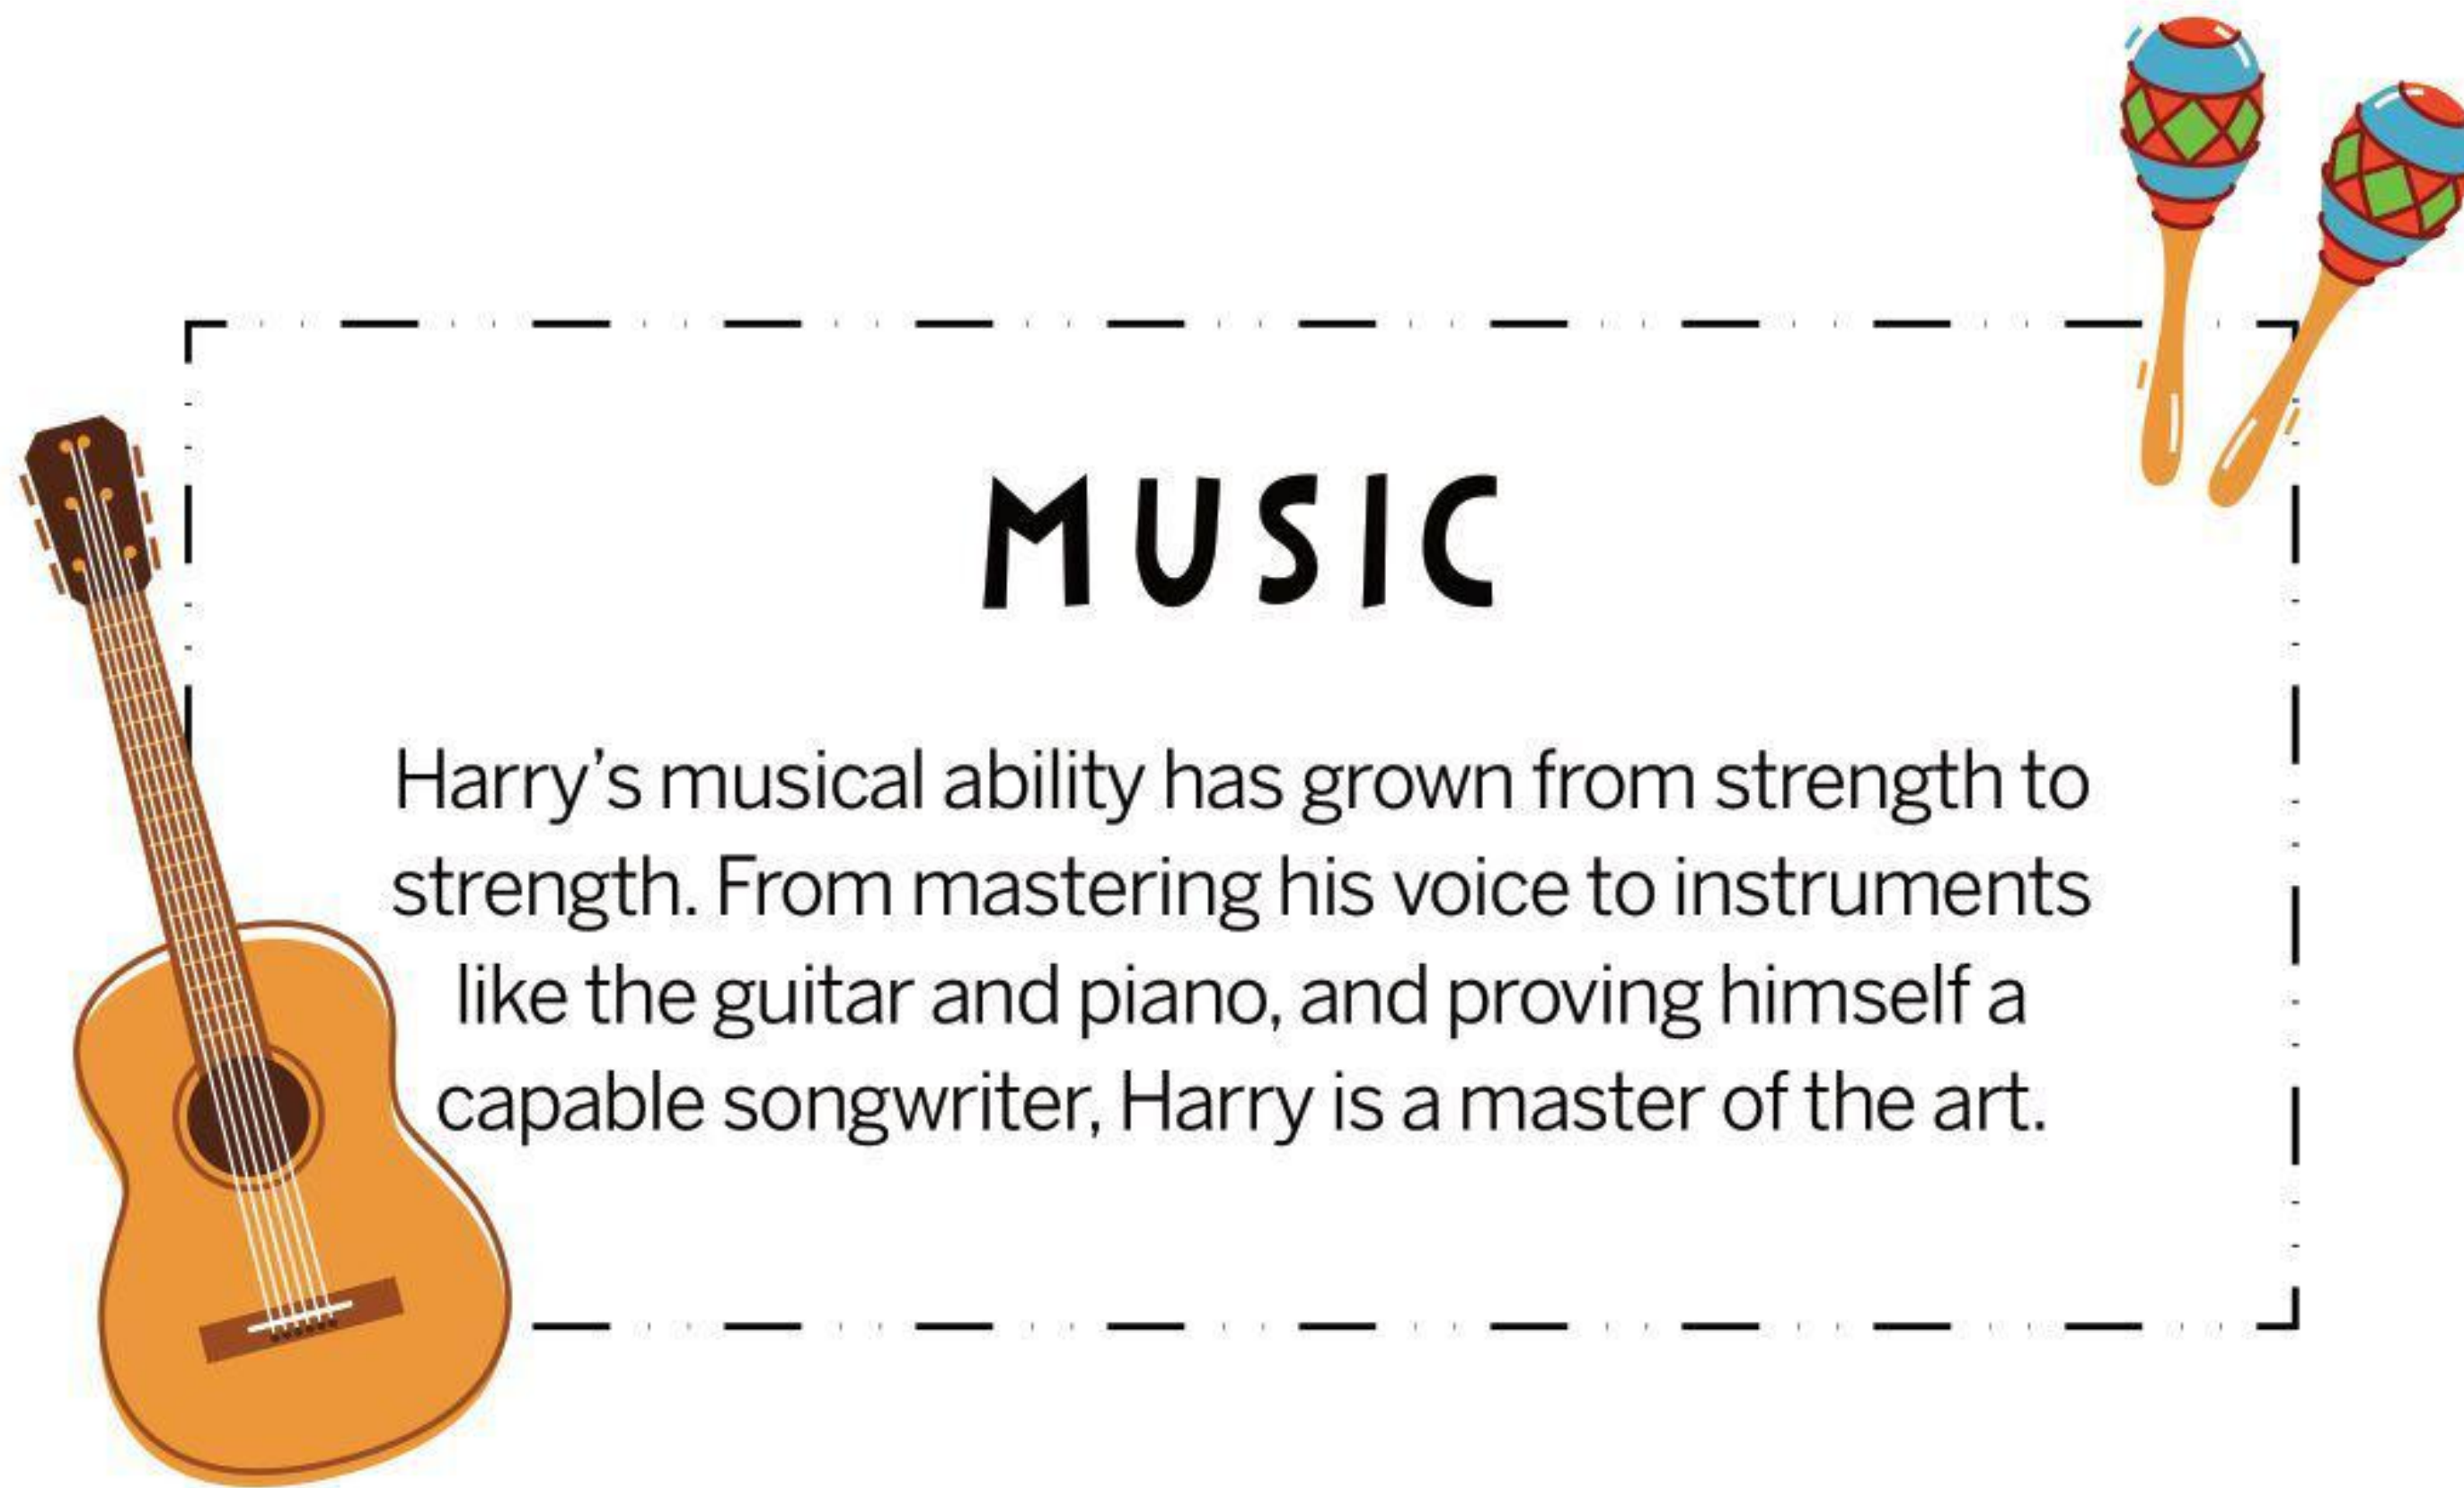 MUSIC
Harry’s musical ability has grown from strength to
strength. From mastering his voice to instruments
like the guitar and piano, and proving himself a
capable songwriter, Harry is a master of the art.